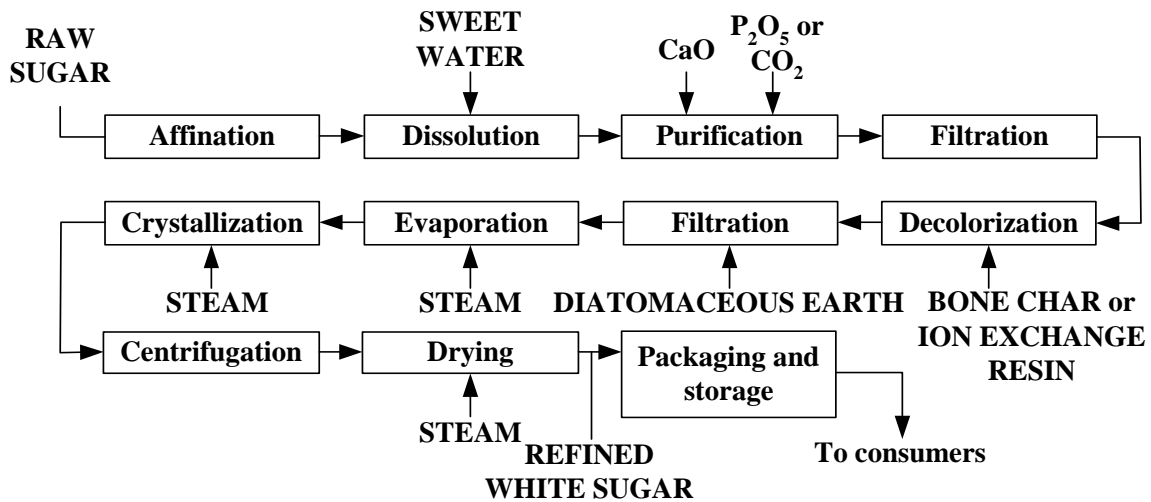 RAW
SUGAR
SWEET
WATER
CaO
P₂O₅ or
CO₂
Affination
Dissolution
Purification
Filtration
Crystallization
Evaporation
Filtration
Decolorization
STEAM
STEAM
DIATOMACEOUS EARTH
BONE CHAR or
ION EXCHANGE
RESIN
Centrifugation
Drying
Packaging and
storage
STEAM
REFINED
WHITE SUGAR
To consumers